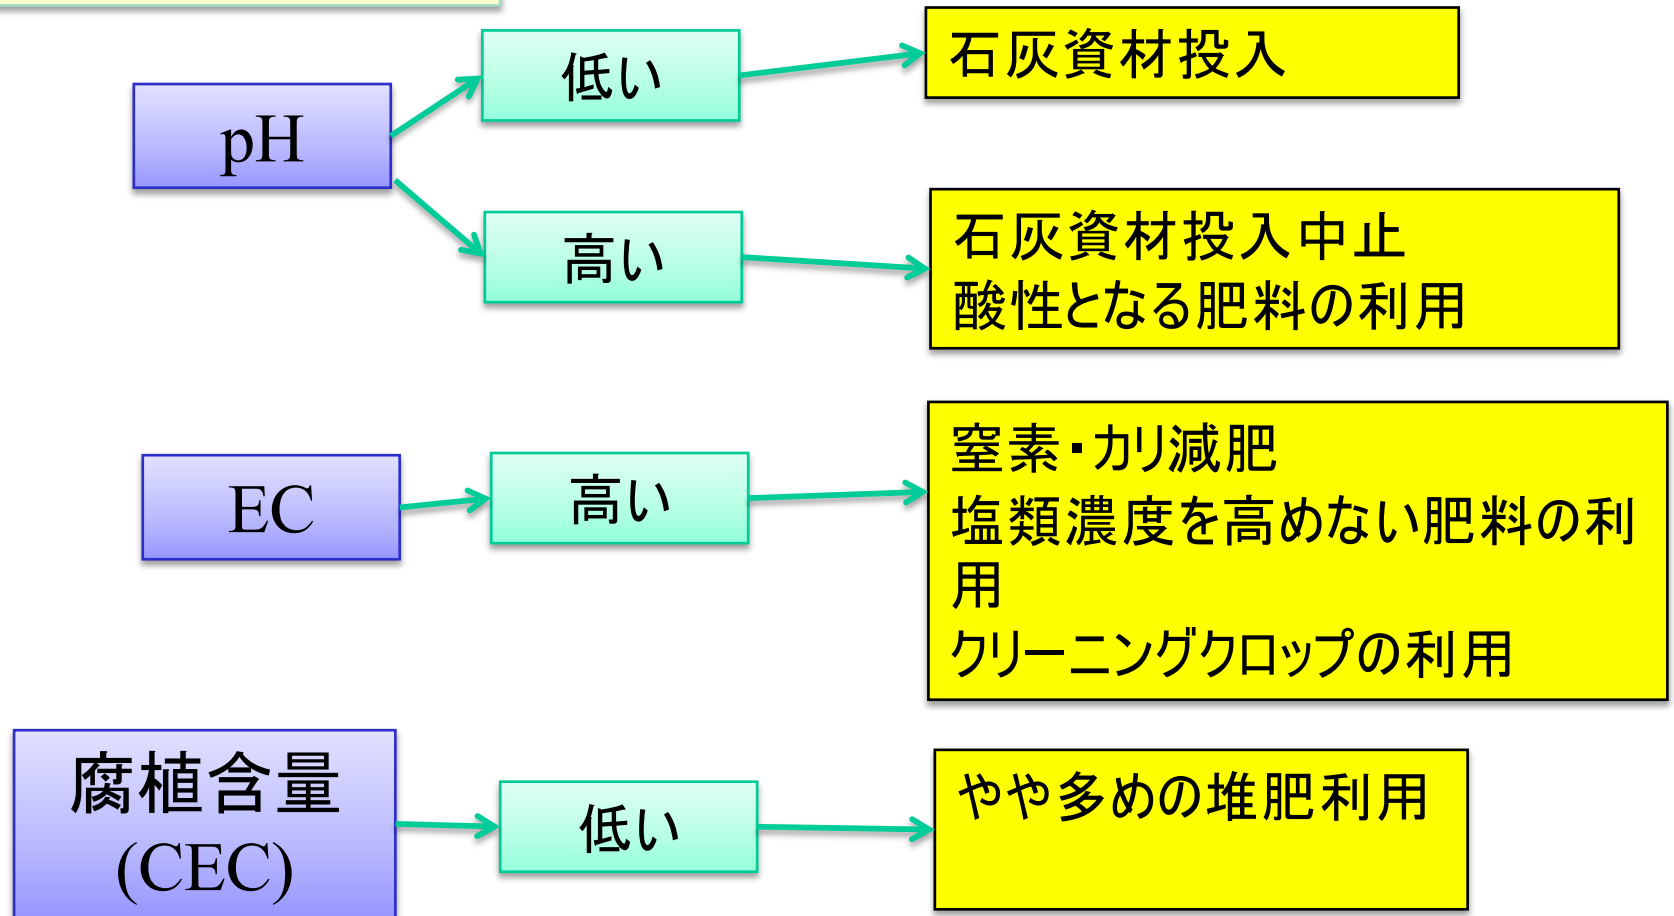 pH
低い
石灰資材投入
高い
石灰資材投入中止
酸性となる肥料の利用
EC
高い
窒素・カリ減肥
塩類濃度を高めない肥料の利
用
クリーニングクロップの利用
腐植含量
(CEC)
低い
やや多めの堆肥利用